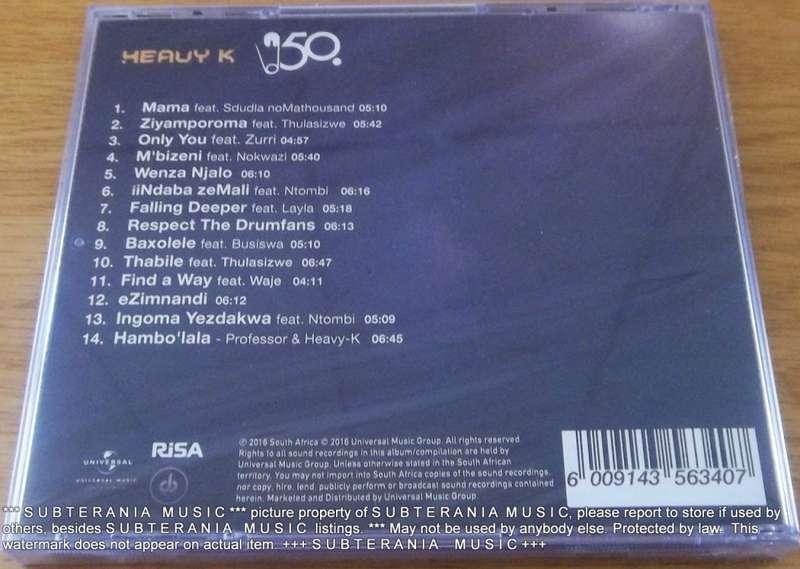 HEAVY K 50.
1. Mama feat. Sdudla noMathousand 05:10
2. Ziyamporoma feat. Thulasizwe 05:42
3. Only You feat. Zurri 04:57
4. M'bizeni feat. Nokwazi 05:40
5. Wenza Njalo 06:10
6. iiNdaba zeMali feat. Ntombi 06:16
7. Falling Deeper feat. Layla 05:18
8. Respect The Drumfans 06:13
9. Baxolele feat. Busiswa 05:10
10. Thabile feat. Thulasizwe 06:47
11. Find a Way feat. Waje 04:11
12. eZimnandi 06:12
13. Ingoma Yezdakwa feat. Ntombi 05:09
14. Hambo'lala - Professor & Heavy-K 06:45
UNIVERSAL
UNIVERSAL MUSIC
RiSA
℗ 2016 South Africa © 2016 Universal Music Group. All rights reserved
Rights to all sound recordings in this album/compilation are held by
Universal Music Group. Unless otherwise stated in the South African
territory. You may not import into South Africa copies of the sound recordings.
nor copy, hire, lend, publicly perform or broadcast sound recordings contained
herein. Marketed and Distributed by Universal Music Group.
6 009143 563407
*** SUBTERANIA MUSIC *** picture property of SUBTERANIA MUSIC, please report to store if used by
others, besides SUBTERANIA MUSIC listings. *** May not be used by anybody else. Protected by law. This
watermark does not appear on actual item. +++ SUBTERANIA MUSIC +++